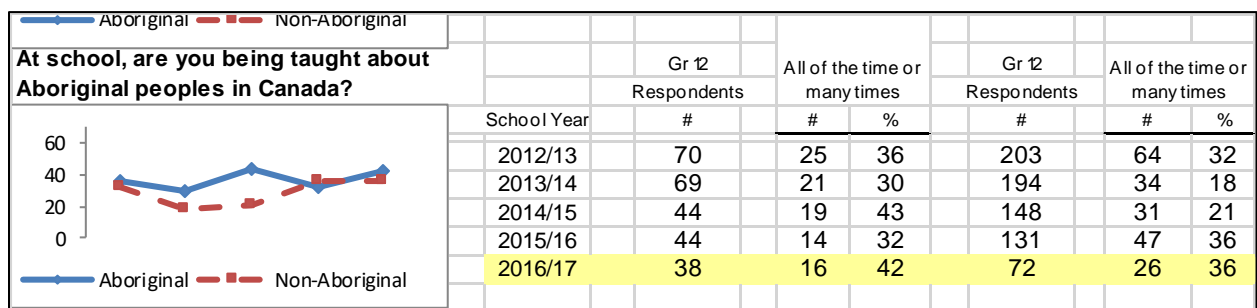 Aboriginal Non-Aboriginal
At school, are you being taught about
Aboriginal peoples in Canada?
60
40
20
0
Aboriginal Non-Aboriginal
Gr 12 All of the time or Gr 12 All of the time or
Respondents many times Respondents many times
School Year # # % # # %
2012/13 70 25 36 203 64 32
2013/14 69 21 30 194 34 18
2014/15 44 19 43 148 31 21
2015/16 44 14 32 131 47 36
2016/17 38 16 42 72 26 36